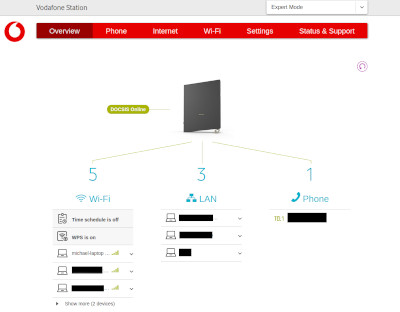 Vodafone Station
Expert Mode
Overview Phone Internet Wi-Fi Settings Status & Support
DOCSIS Online
5 3 1
Wi-Fi LAN Phone
Time schedule is off
WPS is on
michael-laptop ...
Show more (2 devices)